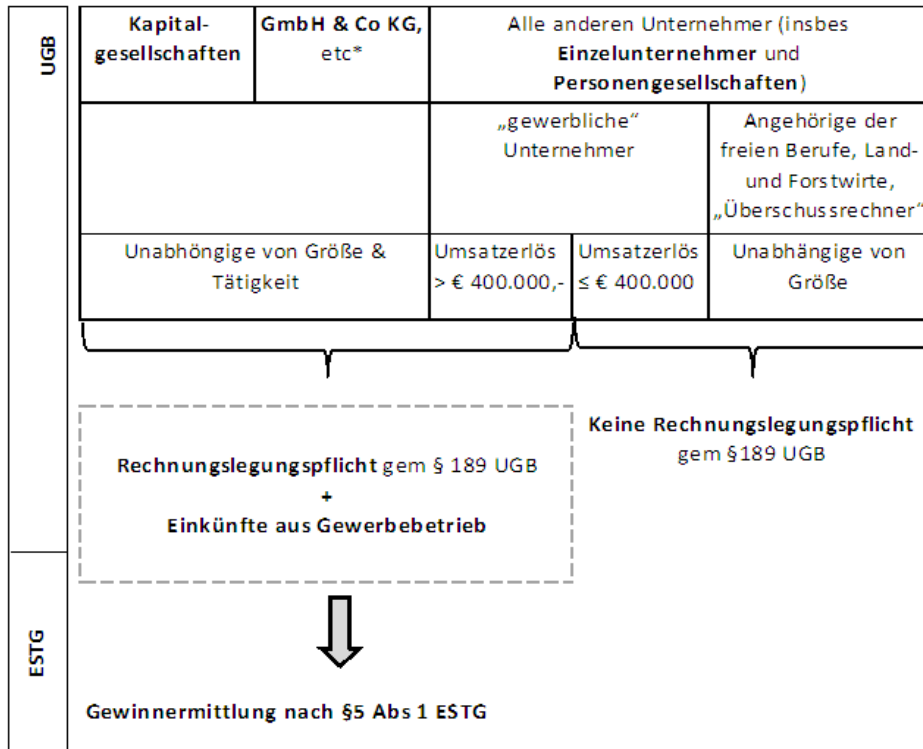 UGB
Kapital-
gesellschaften
GmbH & Co KG,
etc*
Alle anderen Unternehmer (insbes
Einzelunternehmer und
Personengesellschaften)
„gewerbliche“
Unternehmer
Angehörige der
freien Berufe, Land-
und Forstwirte,
„Überschussrechner“
Unabhöngige von Größe &
Tätigkeit
Umsatzerlös
> € 400.000,-
Umsatzerlös
≤ € 400.000
Unabhängige von
Größe
Rechnungslegungspflicht gem § 189 UGB
+
Einkünfte aus Gewerbebetrieb
Keine Rechnungslegungspflicht
gem §189 UGB
ESTG
Gewinnermittlung nach §5 Abs 1 ESTG